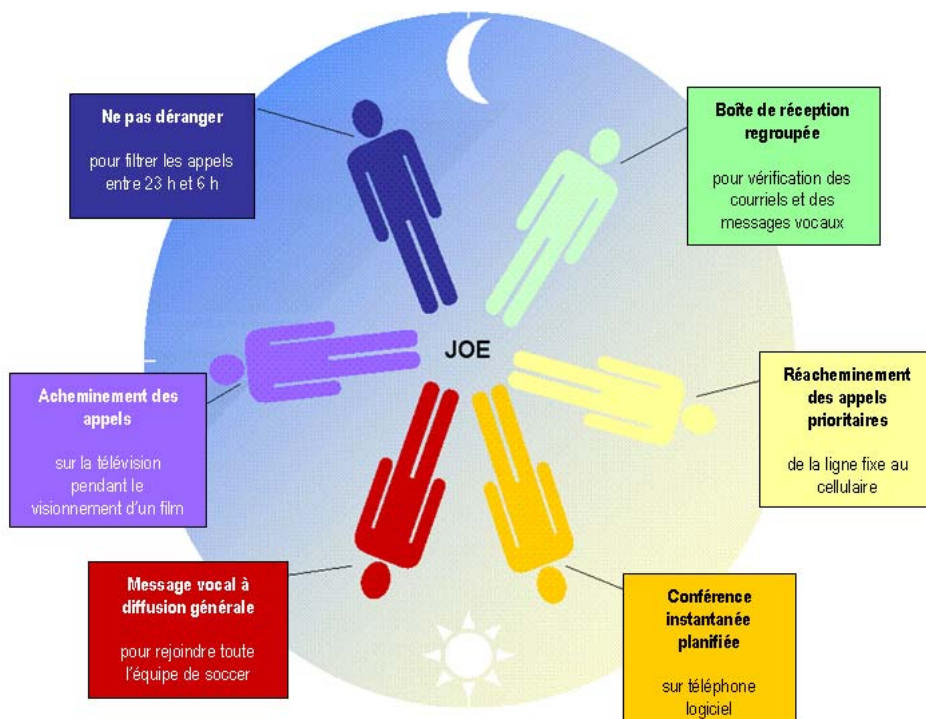 Ne pas déranger
pour filtrer les appels
entre 23 h et 6 h
Boîte de réception
regroupée
pour vérification des
courriels et des
messages vocaux
JOE
Acheminement des
appels
sur la télévision
pendant le
visionnement d'un film
Réacheminement
des appels
prioritaires
de la ligne fixe au
cellulaire
Message vocal à
diffusion générale
pour rejoindre toute
l'équipe de soccer
Conférence
instantanée
planifiée
sur téléphone
logiciel